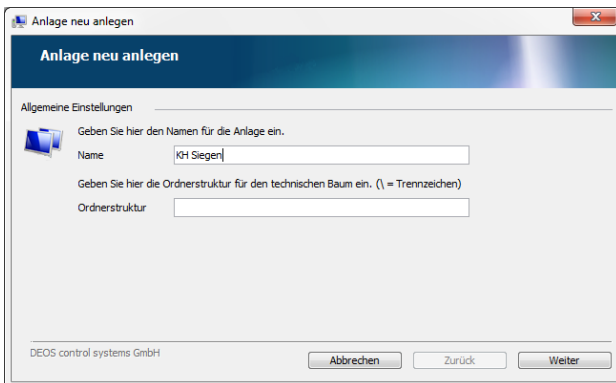 Anlage neu anlegen
Anlage neu anlegen
Allgemeine Einstellungen
Geben Sie hier den Namen für die Anlage ein.
Name KH Siegen
Geben Sie hier die Ordnerstruktur für den technischen Baum ein. (\ = Trennzeichen)
Ordnerstruktur
DEOS control systems GmbH
Abbrechen Zurück Weiter